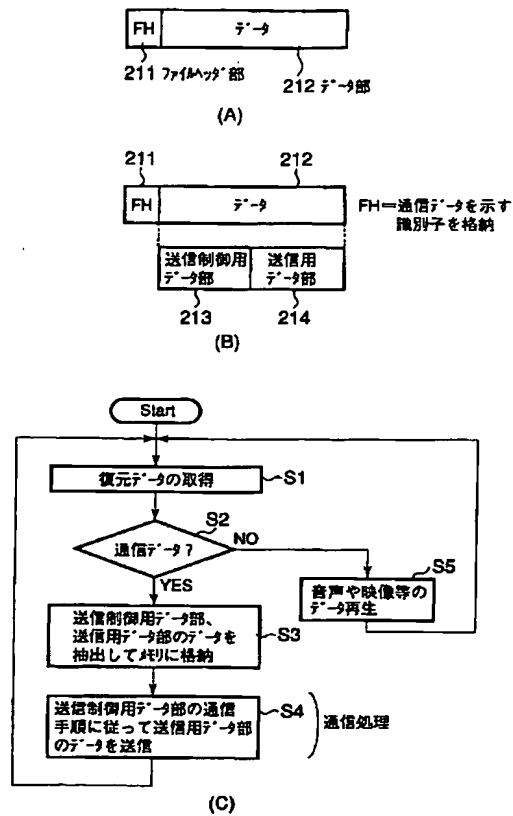 FH
データ
211 ファイルヘッダ部
212 データ部
(A)
211
212
FH
データ
FH=通信データを示す
識別子を格納
送信制御用
データ部
送信用
データ部
213
214
(B)
Start
復元データの取得
S1
S2
通信データ?
NO
YES
S5
音声や映像等の
データ再生
送信制御用データ部、
送信用データ部のデータを
抽出してメモリに格納
S3
送信制御用データ部の通信
手順に従って送信用データ部
のデータを送信
S4
通信処理
(C)